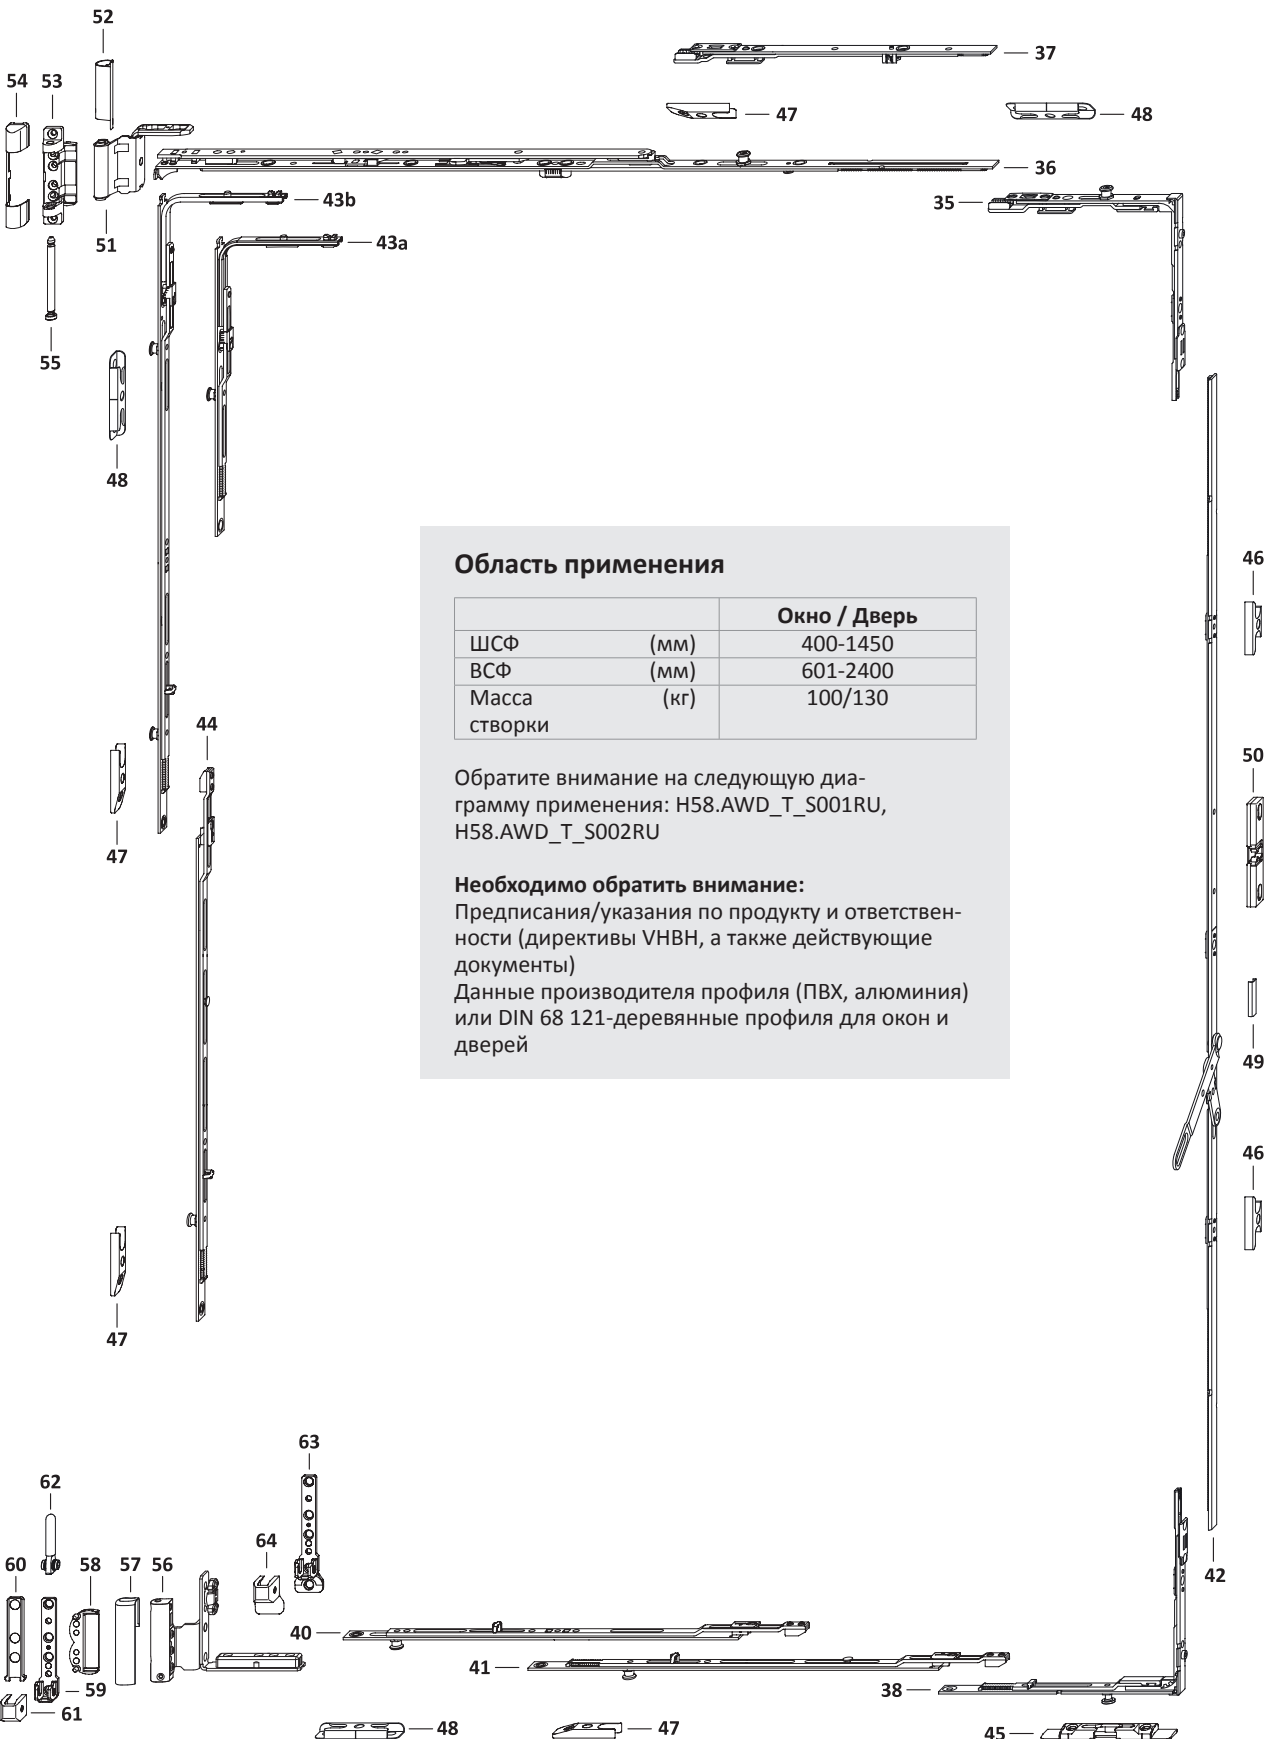 52
37
54 53
47
48
36
43b
35
51
43a
55
48
Область применения
Окно / Дверь
ШСФ (мм) 400-1450
ВСФ (мм) 601-2400
Масса (кг) 100/130
створки
Обратите внимание на следующую диа-
грамму применения: H58.AWD_T_S001RU,
H58.AWD_T_S002RU
Необходимо обратить внимание:
Предписания/указания по продукту и ответствен-
ности (директивы VHBH, а также действующие
документы)
Данные производителя профиля (ПВХ, алюминия)
или DIN 68 121-деревянные профиля для окон и
дверей
46
44
50
47
49
46
47
63
62
64
60 58 57 56
42
40
41
59
38
61
48
47
45